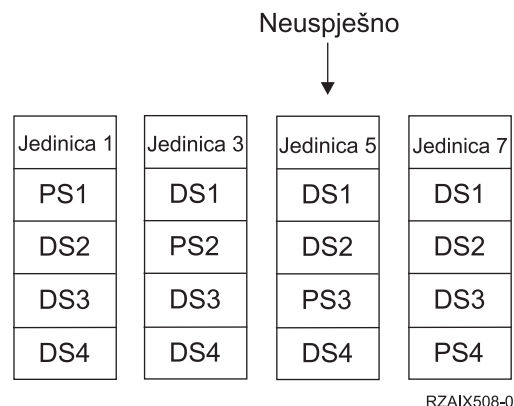 Neuspješno
Jedinica 1 Jedinica 3 Jedinica 5 Jedinica 7
PS1 DS1 DS1 DS1
DS2 PS2 DS2 DS2
DS3 DS3 PS3 DS3
DS4 DS4 DS4 PS4
RZAIX508-0